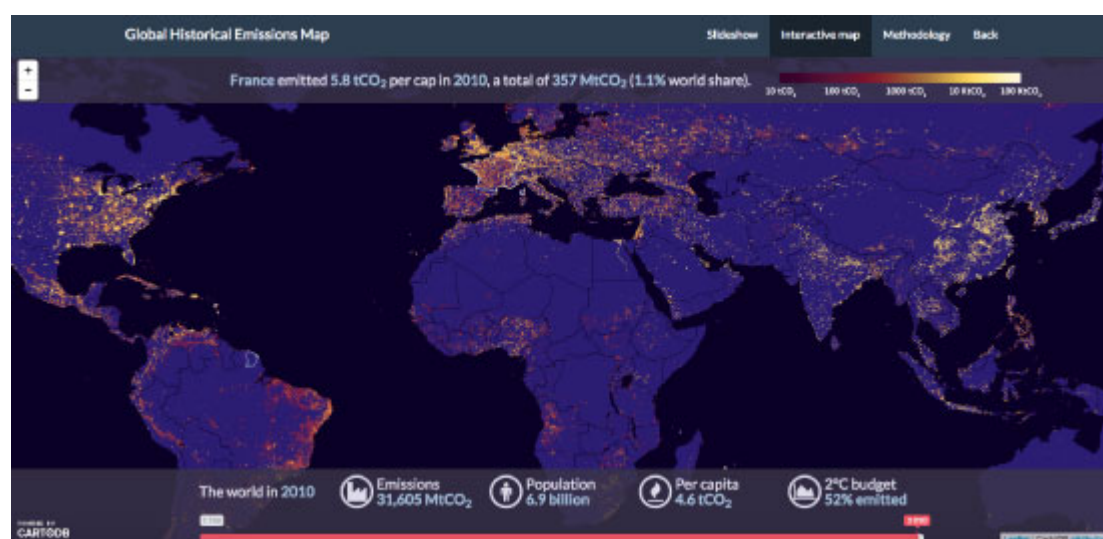 Global Historical Emissions Map
Slideshow Interactive map Methodology Back
+
-
France emitted 5.8 tCO₂ per cap in 2010, a total of 357 MtCO₂ (1.1% world share).
10 tCO₂ 100 tCO₂ 1000 tCO₂ 10 KtCO₂ 100 KtCO₂
The world in 2010
Emissions
31,605 MtCO₂
Population
6.9 billion
Per capita
4.6 tCO₂
2°C budget
52% emitted
POWERED BY
CARTODB